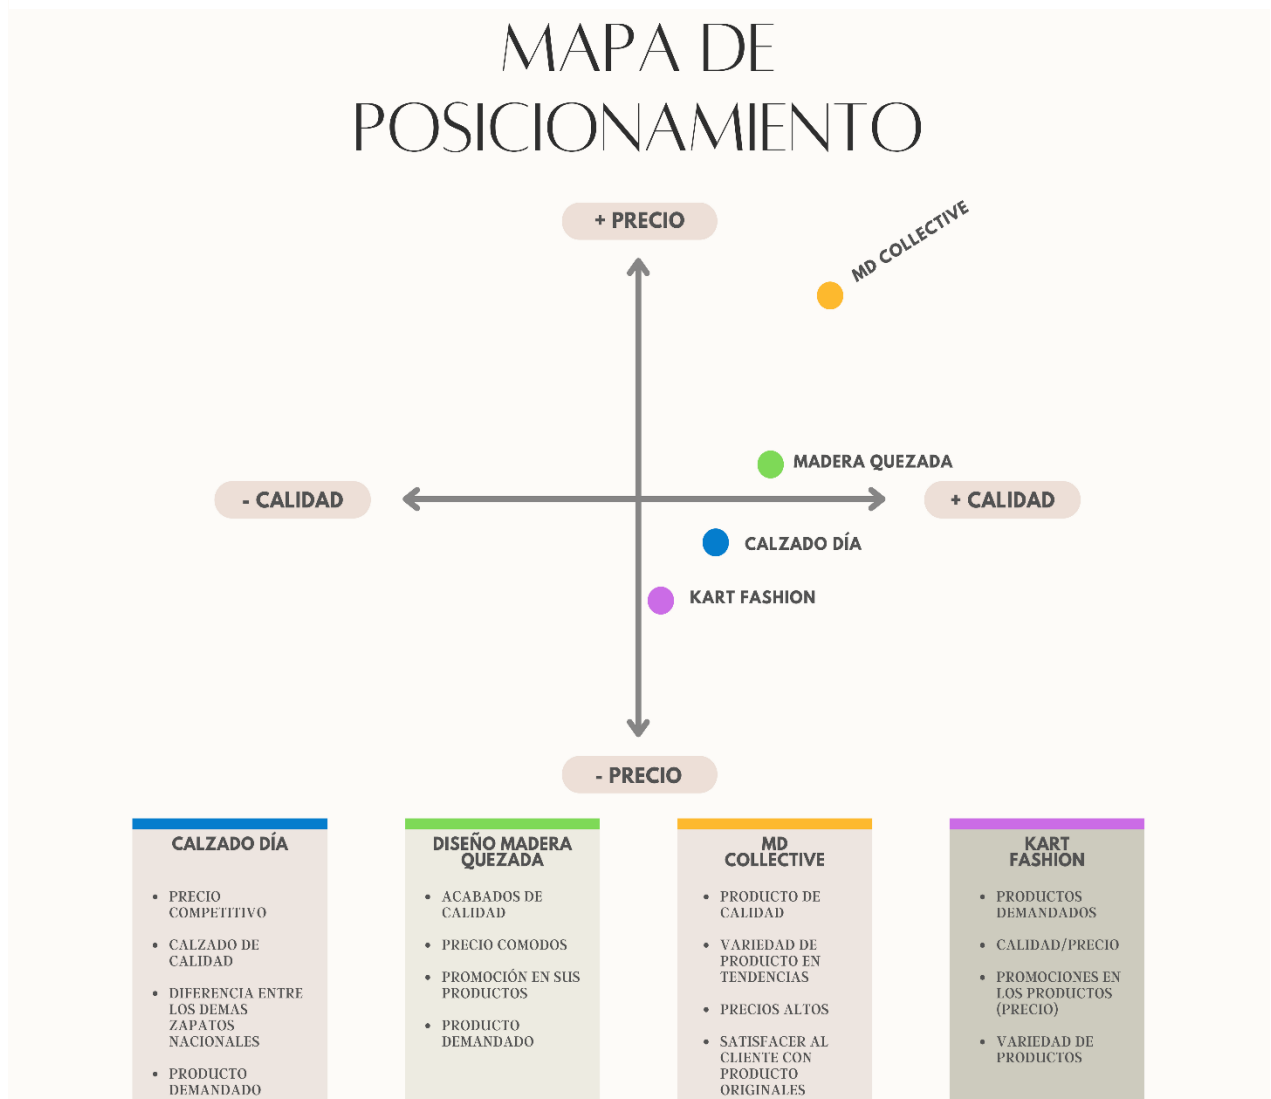 MAPA DE
POSICIONAMIENTO
+ PRECIO
MD COLLECTIVE
MADERA QUEZADA
- CALIDAD
+ CALIDAD
CALZADO DÍA
KART FASHION
- PRECIO
CALZADO DÍA
• PRECIO
COMPETITIVO
• CALZADO DE
CALIDAD
• DIFERENCIA ENTRE
LOS DEMAS
ZAPATOS
NACIONALES
• PRODUCTO
DEMANDADO
DISEÑO MADERA
QUEZADA
• ACABADOS DE
CALIDAD
• PRECIO COMODOS
• PROMOCIÓN EN SUS
PRODUCTOS
• PRODUCTO
DEMANDADO
MD
COLLECTIVE
• PRODUCTO DE
CALIDAD
• VARIEDAD DE
PRODUCTO EN
TENDENCIAS
• PRECIOS ALTOS
• SATISFACER AL
CLIENTE CON
PRODUCTO
ORIGINALES
KART
FASHION
• PRODUCTOS
DEMANDADOS
• CALIDAD/PRECIO
• PROMOCIONES EN
LOS PRODUCTOS
(PRECIO)
• VARIEDAD DE
PRODUCTOS